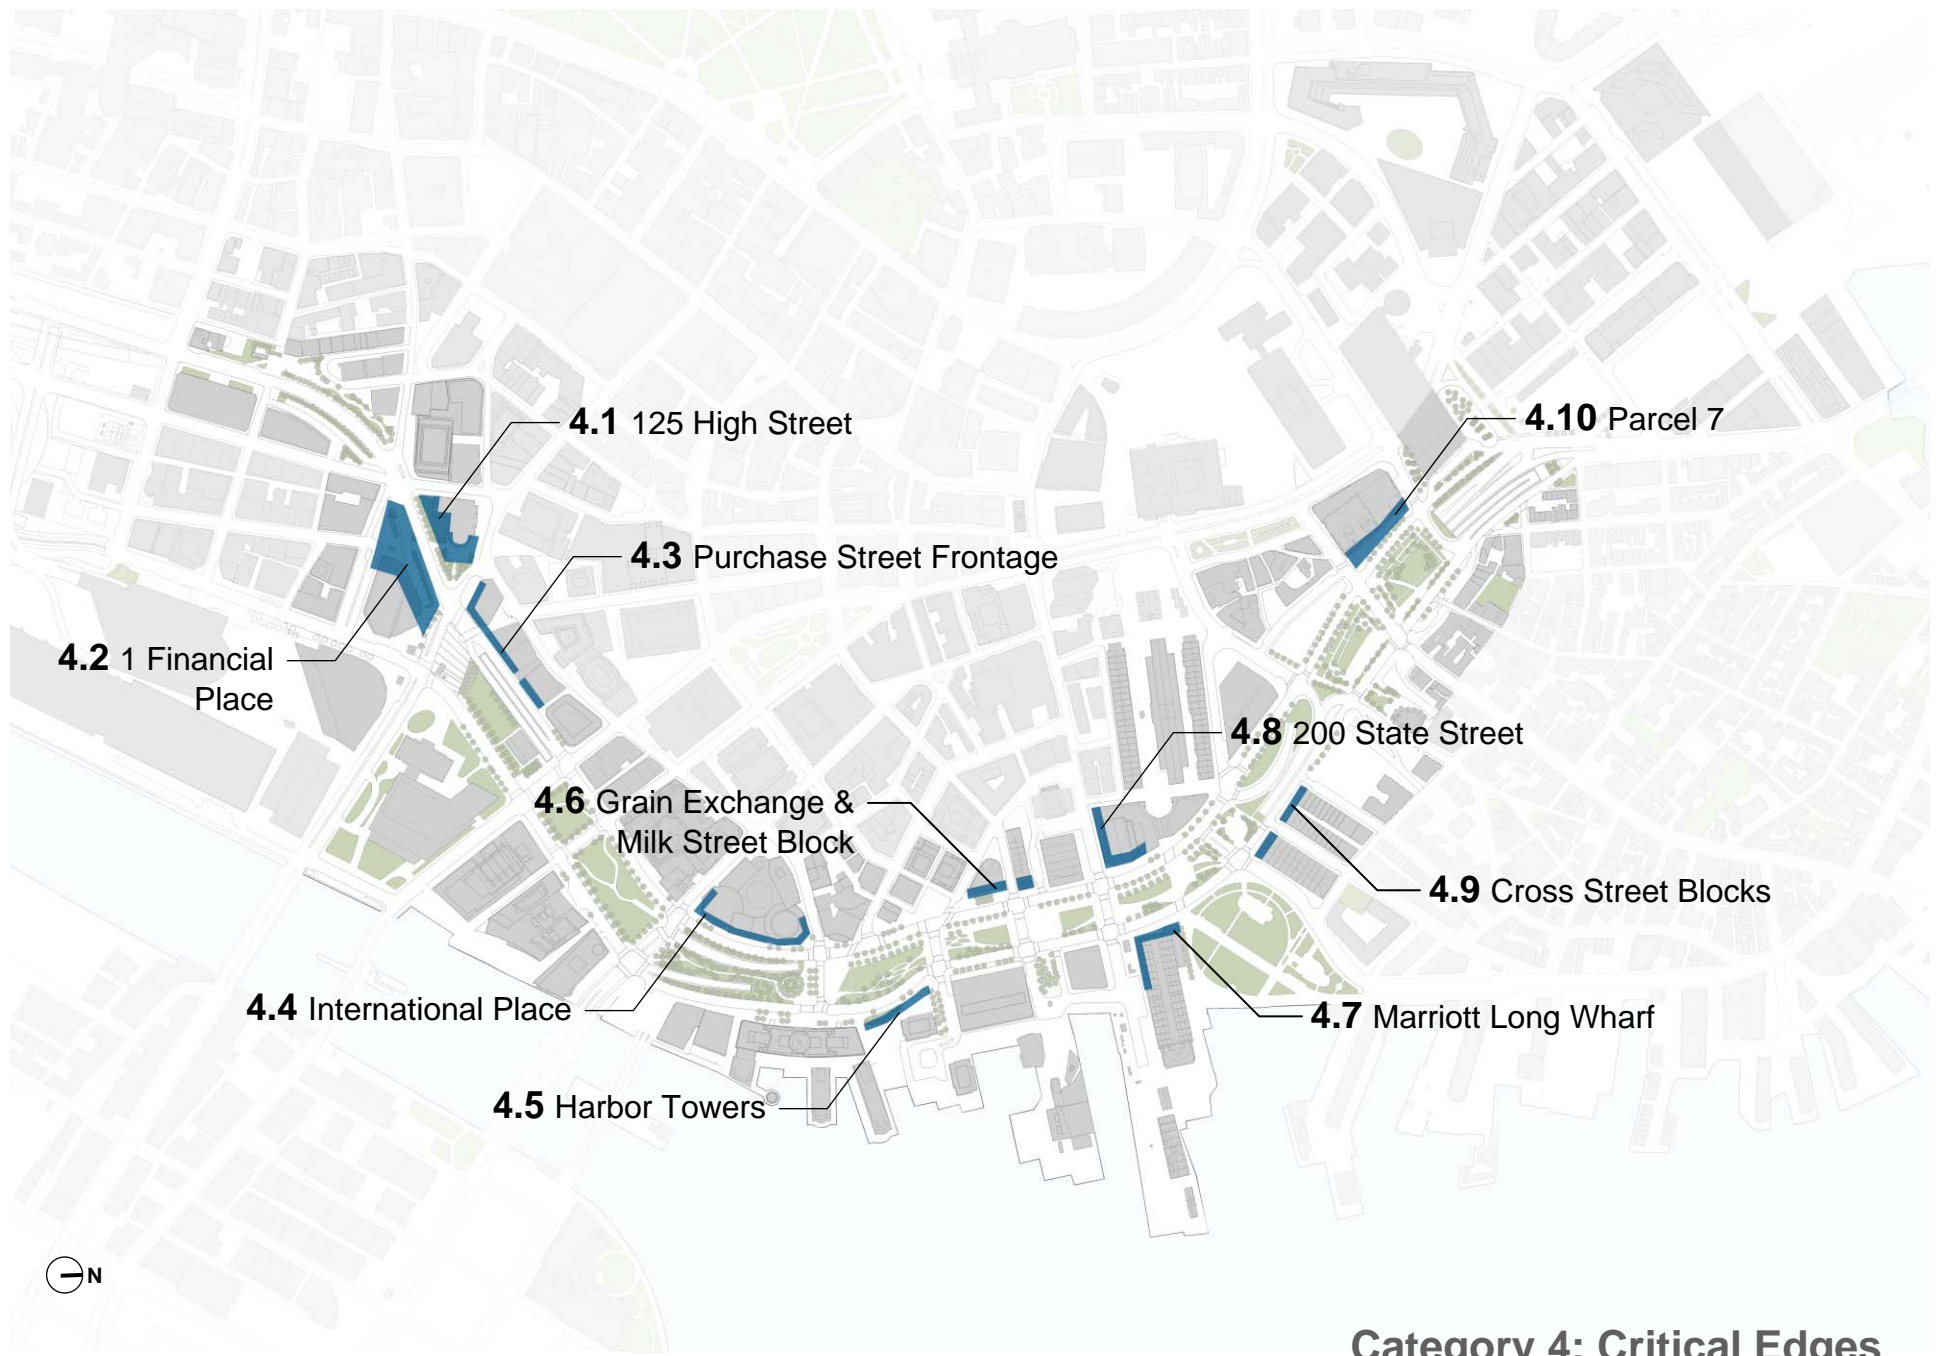 4.1 125 High Street
4.10 Parcel 7
4.3 Purchase Street Frontage
4.2 1 Financial
Place
4.8 200 State Street
4.6 Grain Exchange &
Milk Street Block
4.9 Cross Street Blocks
4.4 International Place
4.7 Marriott Long Wharf
4.5 Harbor Towers
N
Category 4: Critical Edges